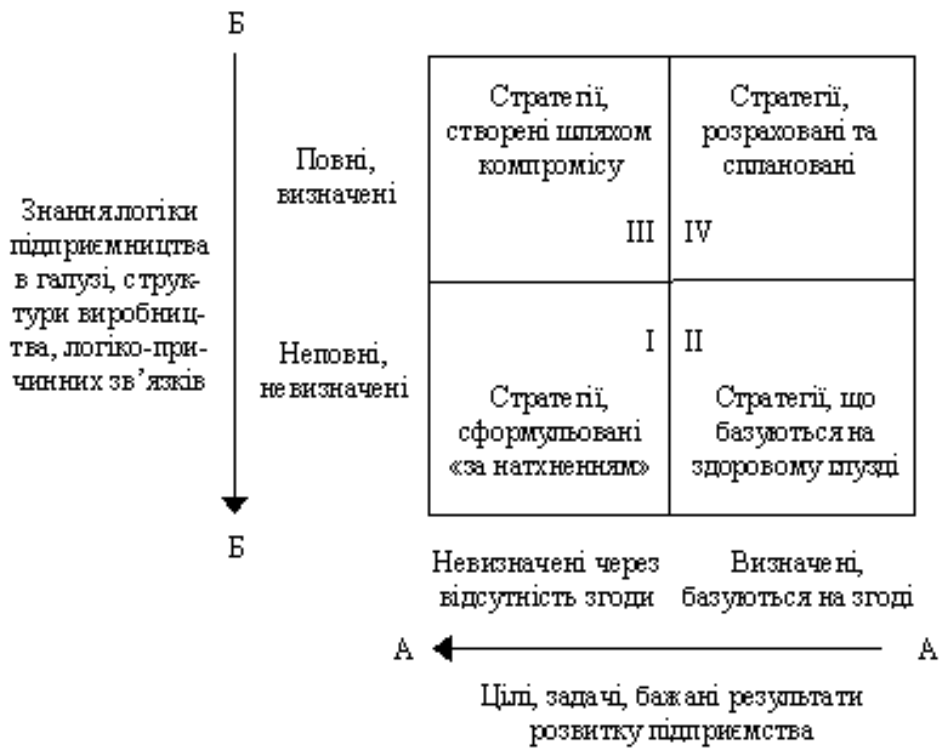 Б
Знання логіки
підприємництва
в галузі, струк-
тури виробниц-
тва, логіко-при-
чинних зв’язків
Повні,
визначені
Неповні,
невизначені
Б
Стратегії,
створені шляхом
компромісу
III
Стратегії,
розраховані та
сплановані
IV
I
Стратегії,
сформульовані
«за натхненням»
II
Стратегії, що
базуються на
здоровому глузді
Невизначені через
відсутність згоди
Визначені,
базуються на згоді
А
А
Цілі, задачі, бажані результати
розвитку підприємства